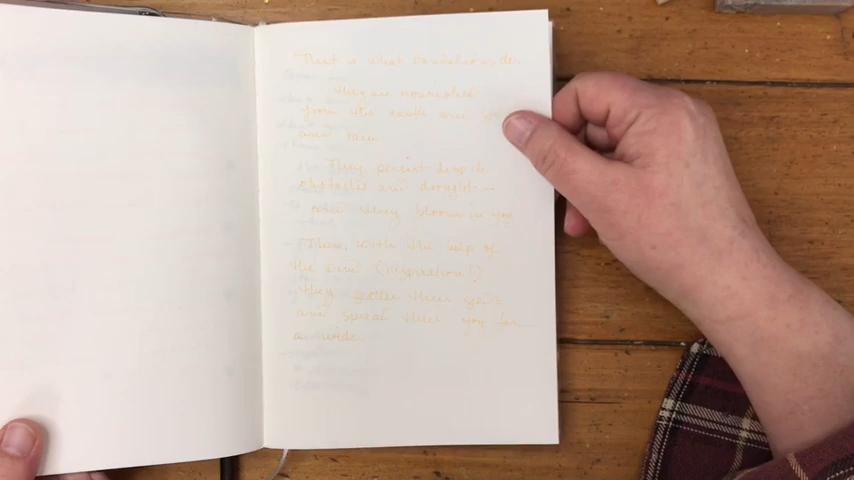 That is what dandelions do.
They are nourished
from the earth and
and rain
They persist despite
obstacles and drought –
and they bloom in joy
– Then, with the help of
the wind (inspiration!)
they scatter their
and spread their joy far
and wide.